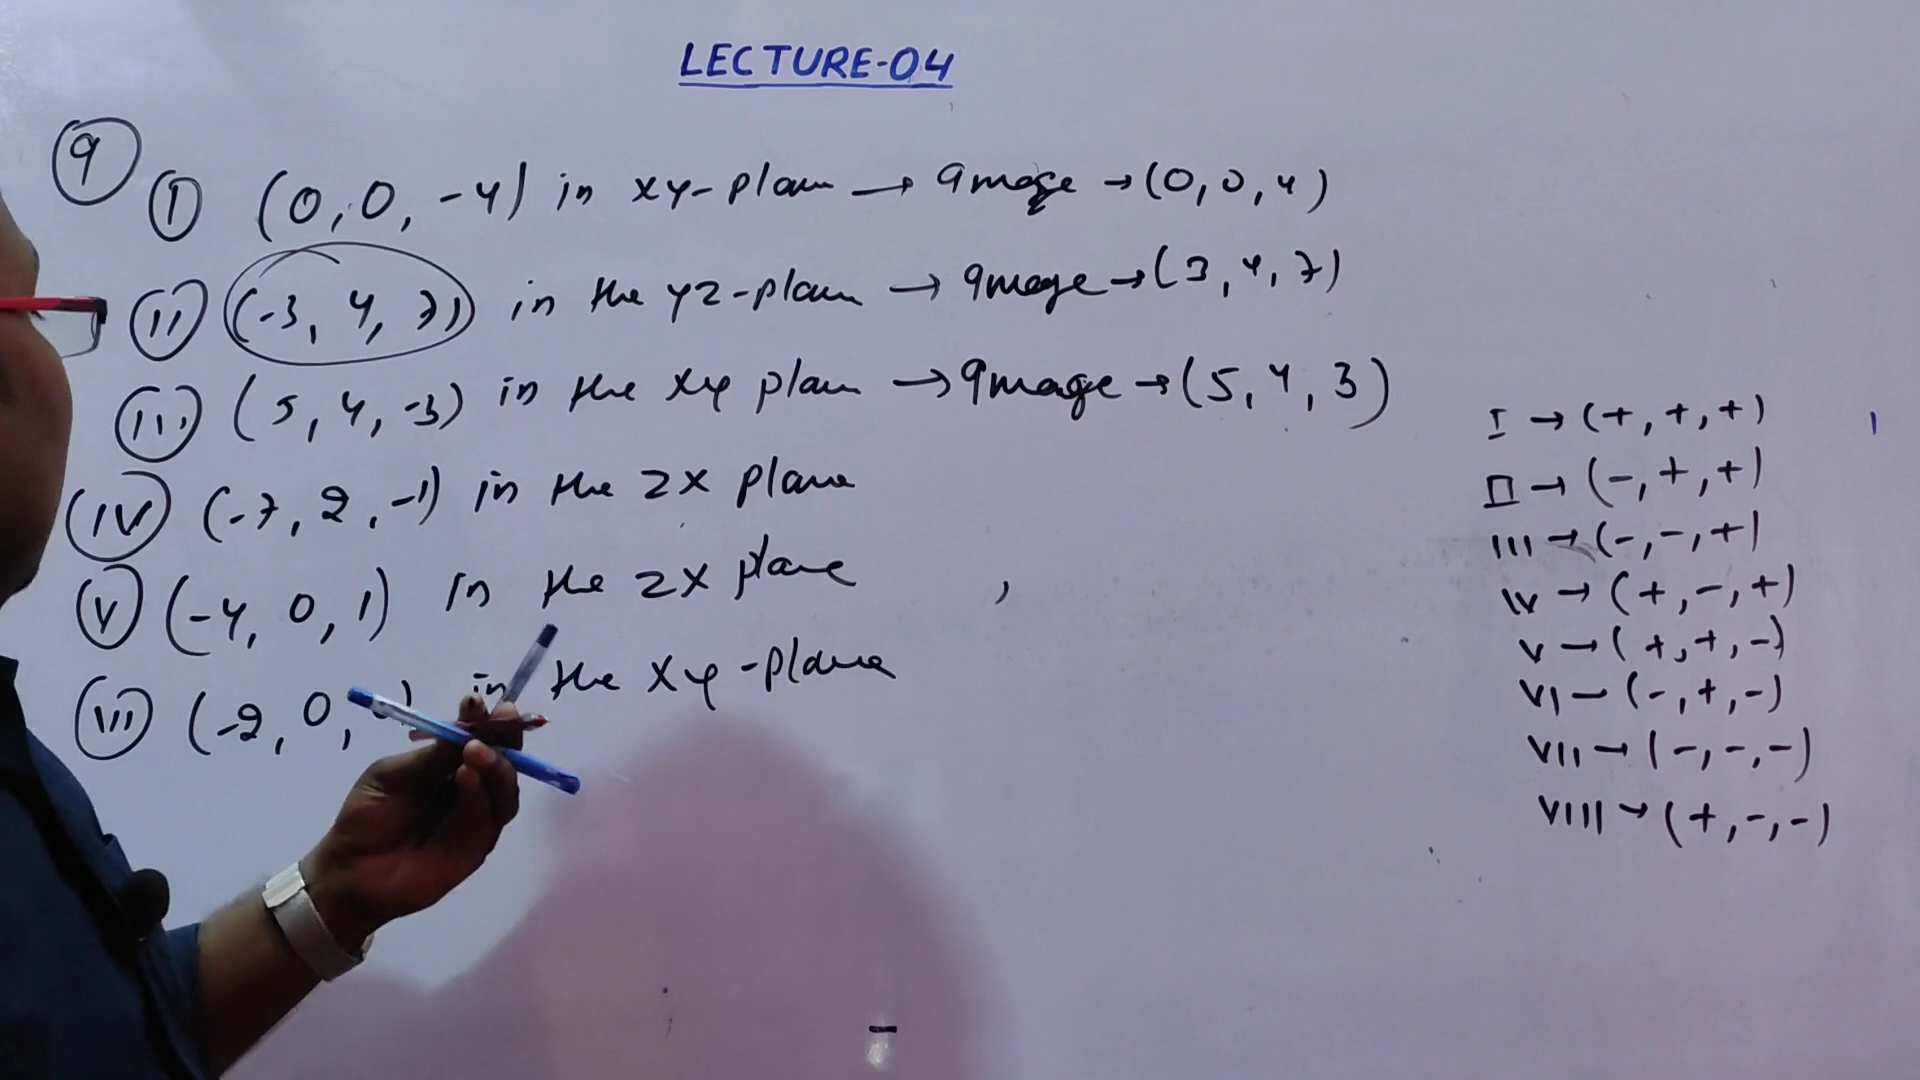 LECTURE-04
9
(i) (0, 0, -4) in xy-plane → Image → (0, 0, 4)
(ii) (-3, 4, 7) in the yz-plane → Image → (3, 4, 7)
(iii) (5, 4, -3) in the xy plane → Image → (5, 4, 3)
(iv) (-7, 2, -1) in the zx plane
(v) (-4, 0, 1) in the zx plane
(-2, 0, ) in the xy-plane
I → (+, +, +)
II → (-, +, +)
III → (-, -, +)
IV → (+, -, +)
V → (+, +, -)
VI → (-, +, -)
VII → (-, -, -)
VIII → (+, -, -)